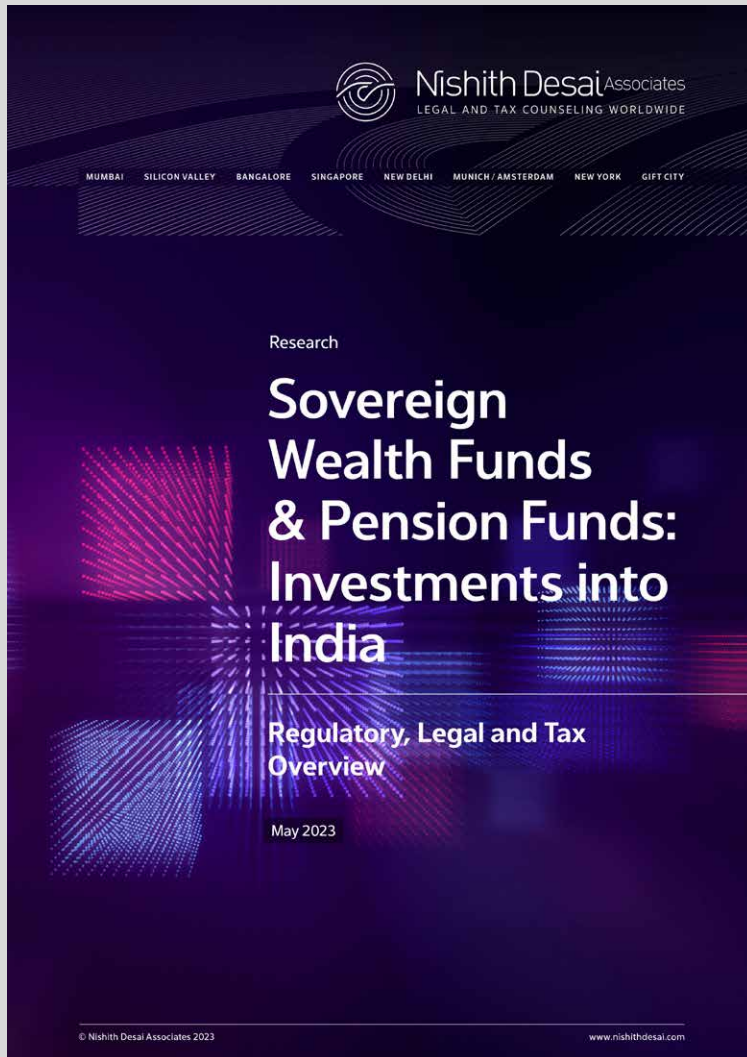 Nishith Desai Associates
LEGAL AND TAX COUNSELING WORLDWIDE
MUMBAI SILICON VALLEY BANGALORE SINGAPORE NEW DELHI MUNICH / AMSTERDAM NEW YORK GIFT CITY
Research
Sovereign
Wealth Funds
& Pension Funds:
Investments into
India
Regulatory, Legal and Tax
Overview
May 2023
© Nishith Desai Associates 2023 www.nishithdesai.com